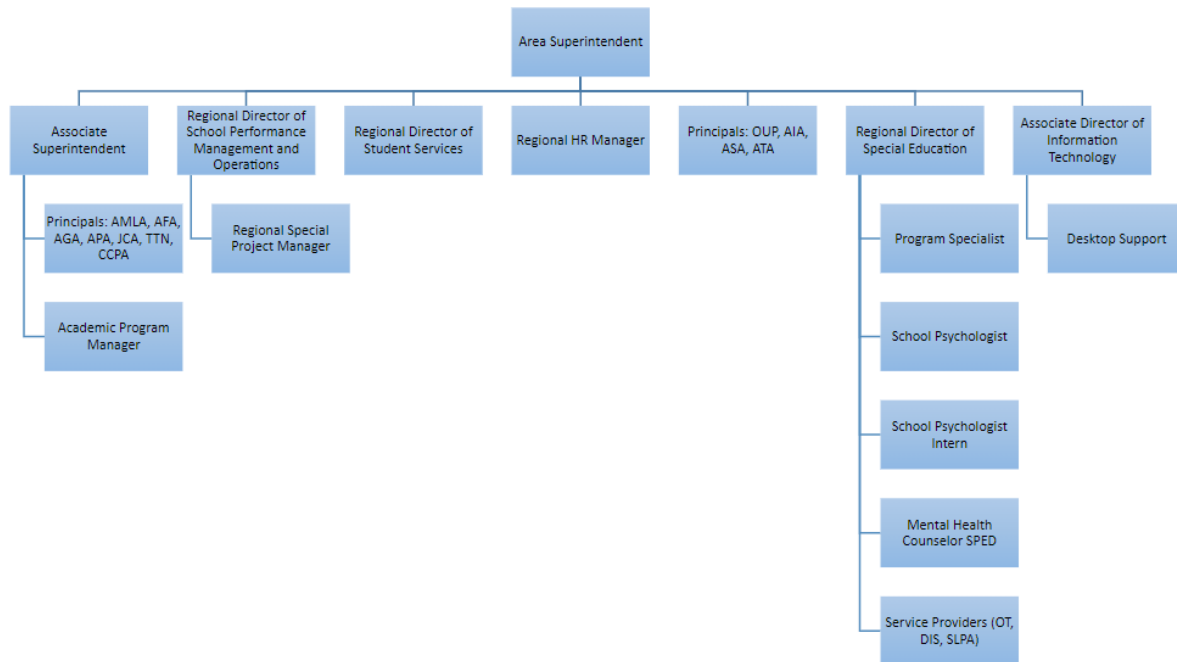 Area Superintendent
Associate
Superintendent
Regional Director of
School Performance
Management and
Operations
Regional Director of
Student Services
Regional HR Manager
Principals: OUP, AIA,
ASA, ATA
Regional Director of
Special Education
Associate Director of
Information
Technology
Principals: AMLA, AFA,
AGA, APA, JCA, TTN,
CCPA
Regional Special
Project Manager
Program Specialist
Desktop Support
Academic Program
Manager
School Psychologist
School Psychologist
Intern
Mental Health
Counselor SPED
Service Providers (OT,
DIS, SLPA)